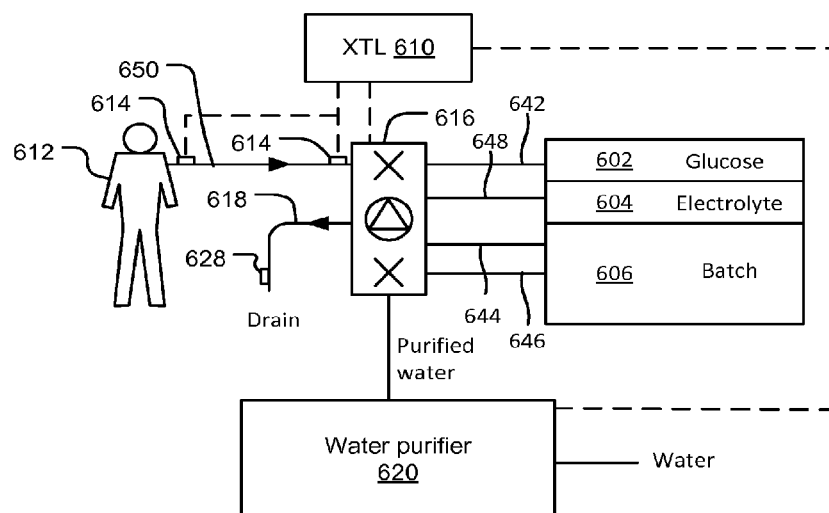 XTL 610
650
614
612
614
616
642
648
602 Glucose
604 Electrolyte
606 Batch
618
628
Drain
644
646
Purified
water
Water purifier
620
Water